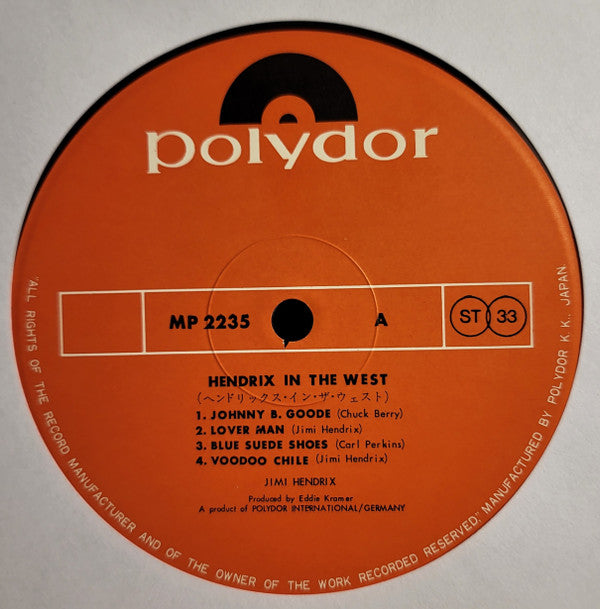 polydor
MP 2235 A ST 33
HENDRIX IN THE WEST
(ヘンドリックス・イン・ザ・ウェスト)
1. JOHNNY B. GOODE (Chuck Berry)
2. LOVER MAN (Jimi Hendrix)
3. BLUE SUEDE SHOES (Carl Perkins)
4. VOODOO CHILE (Jimi Hendrix)
JIMI HENDRIX
Produced by Eddie Kramer
A product of POLYDOR INTERNATIONAL/GERMANY
"ALL RIGHTS OF THE RECORD MANUFACTURER AND OF THE OWNER OF THE WORK RECORDED RESERVED," MANUFACTURED BY POLYDOR K.K., JAPAN.